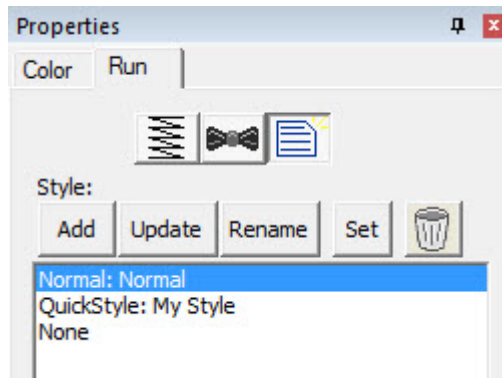 Properties
Color Run
Style:
Add Update Rename Set
Normal: Normal
QuickStyle: My Style
None